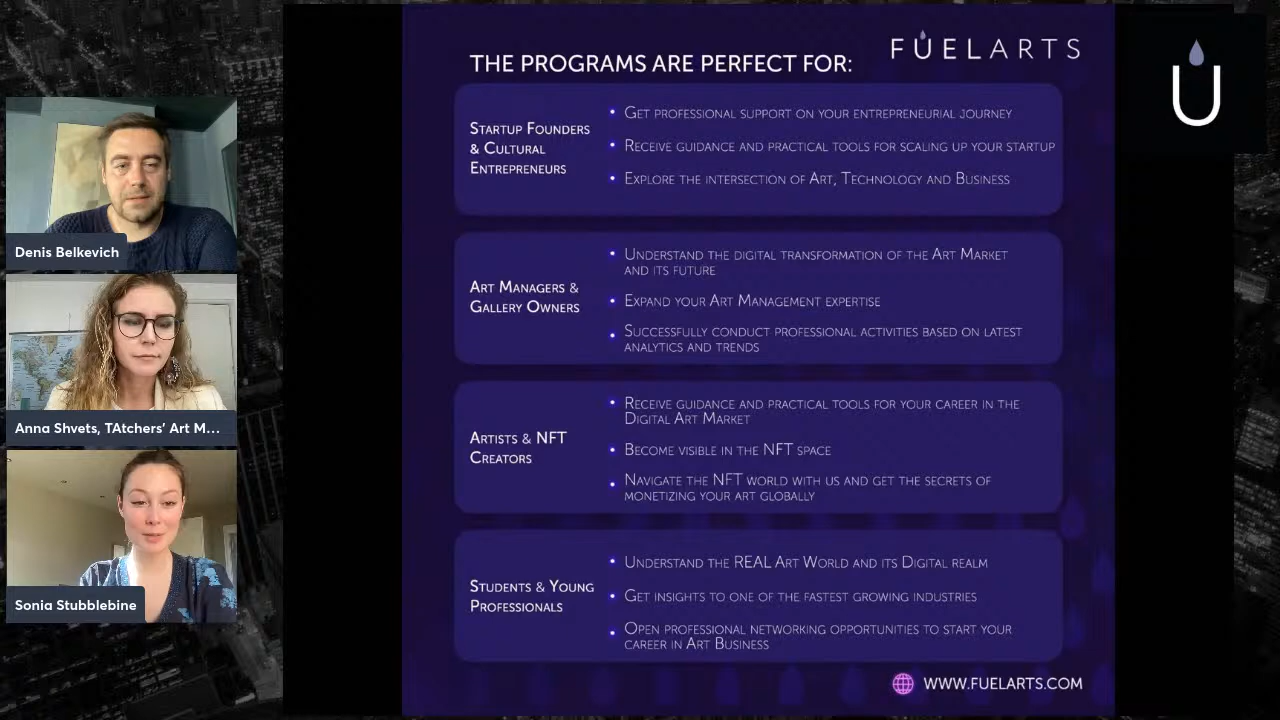 THE PROGRAMS ARE PERFECT FOR:
FUELARTS
U
STARTUP FOUNDERS
& CULTURAL
ENTREPRENEURS
• GET PROFESSIONAL SUPPORT ON YOUR ENTREPRENEURIAL JOURNEY
• RECEIVE GUIDANCE AND PRACTICAL TOOLS FOR SCALING UP YOUR STARTUP
• EXPLORE THE INTERSECTION OF ART, TECHNOLOGY AND BUSINESS
ART MANAGERS &
GALLERY OWNERS
• UNDERSTAND THE DIGITAL TRANSFORMATION OF THE ART MARKET
AND ITS FUTURE
• EXPAND YOUR ART MANAGEMENT EXPERTISE
• SUCCESSFULLY CONDUCT PROFESSIONAL ACTIVITIES BASED ON LATEST
ANALYTICS AND TRENDS
ARTISTS & NFT
CREATORS
• RECEIVE GUIDANCE AND PRACTICAL TOOLS FOR YOUR CAREER IN THE
DIGITAL ART MARKET
• BECOME VISIBLE IN THE NFT SPACE
• NAVIGATE THE NFT WORLD WITH US AND GET THE SECRETS OF
MONETIZING YOUR ART GLOBALLY
STUDENTS & YOUNG
PROFESSIONALS
• UNDERSTAND THE REAL ART WORLD AND ITS DIGITAL REALM
• GET INSIGHTS TO ONE OF THE FASTEST GROWING INDUSTRIES
• OPEN PROFESSIONAL NETWORKING OPPORTUNITIES TO START YOUR
CAREER IN ART BUSINESS
WWW.FUELARTS.COM
Denis Belkevich
Anna Shvets, TAtchers' Art M...
Sonia Stubblebine